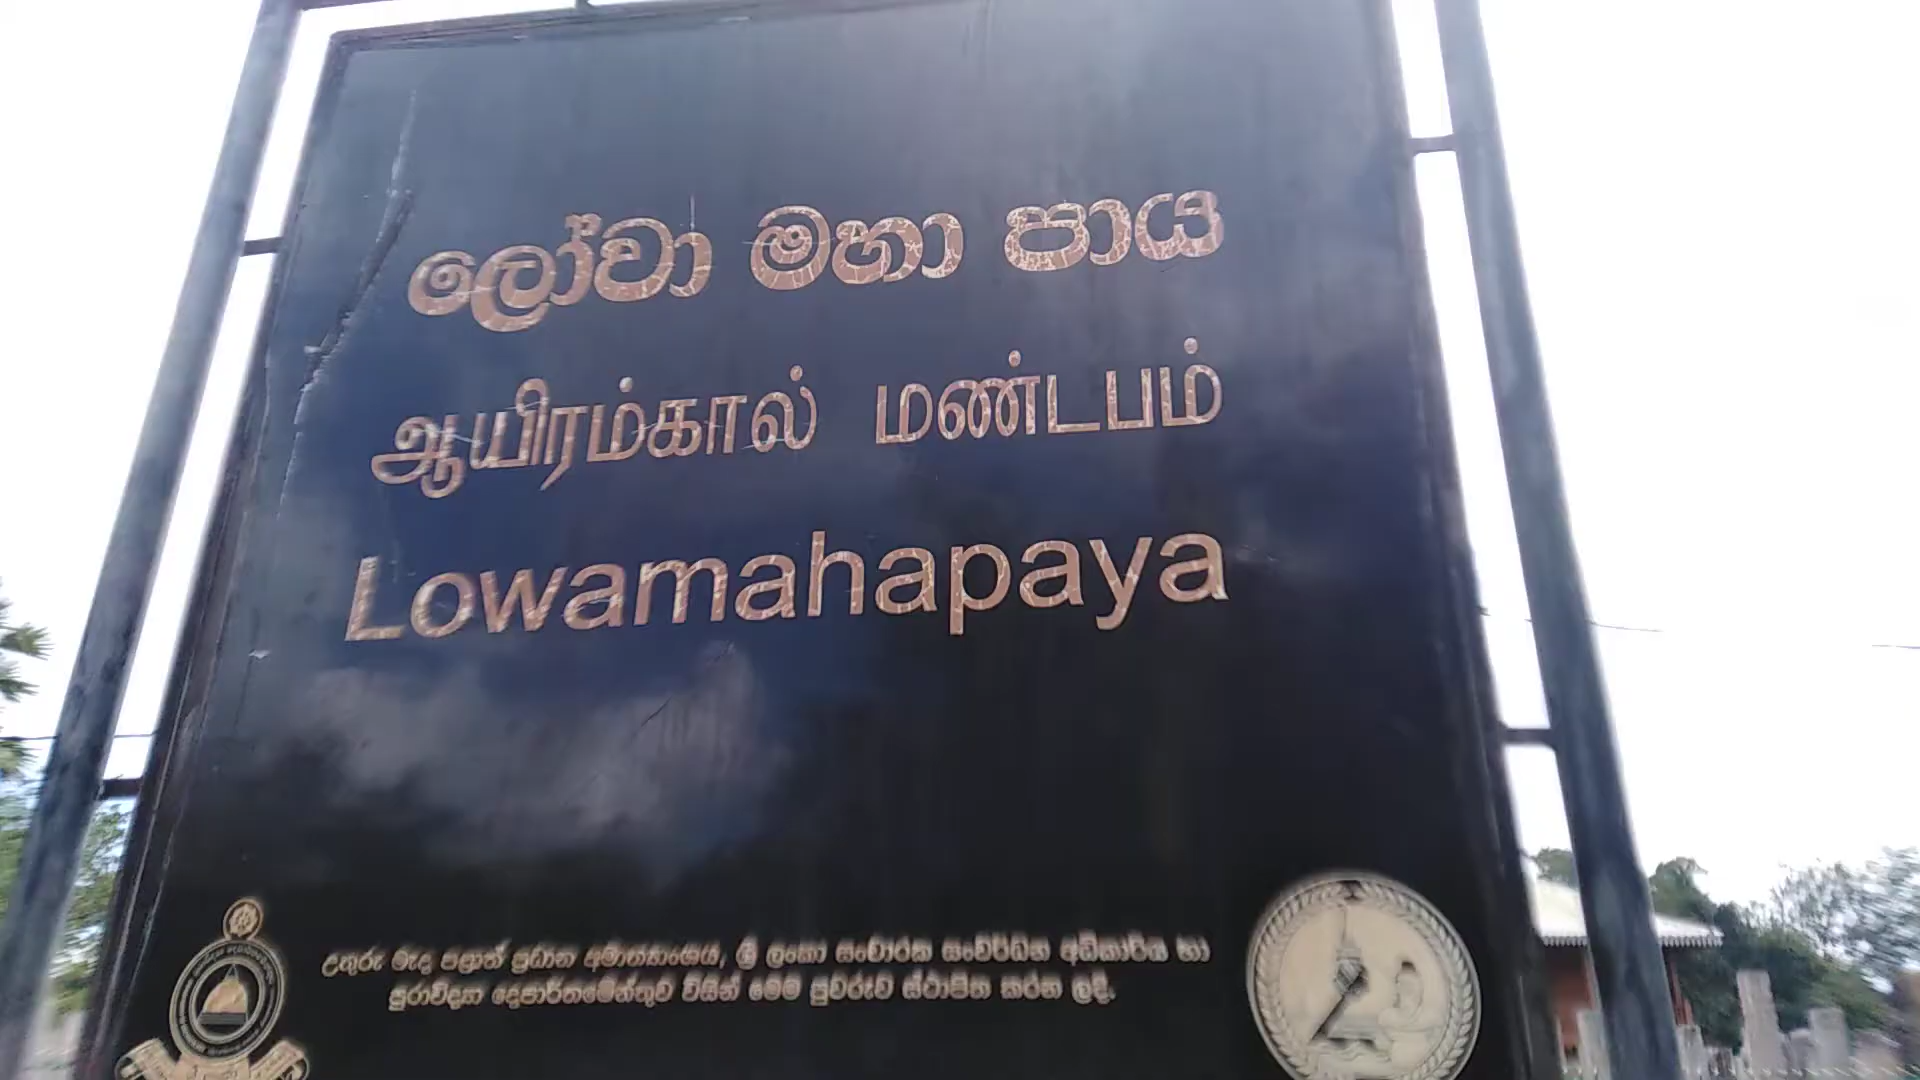 ලෝවා මහා පාය
ஆயிரம்கால் மண்டபம்
Lowamahapaya
උතුරු මැද පළාත් ප්‍රධාන අමාත්‍යාංශය, ශ්‍රී ලංකා සංචාරක සංවර්ධන අධිකාරිය හා
පුරාවිද්‍යා දෙපාර්තමේන්තුව විසින් මෙම පුවරුව ස්ථාපිත කරන ලදී.